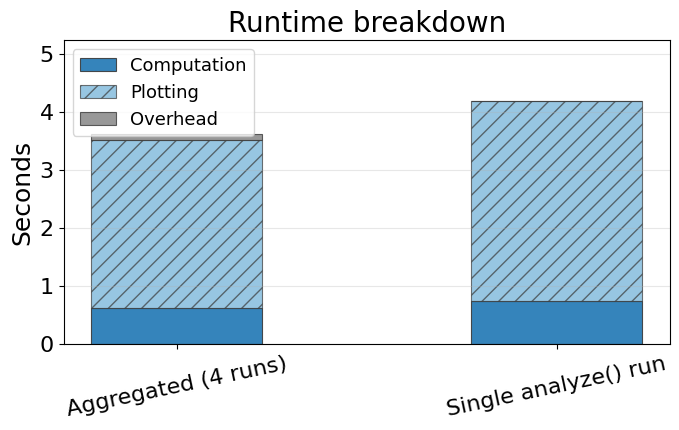 Runtime breakdown
Seconds
5
4
3
2
1
0
Computation
Plotting
Overhead
Aggregated (4 runs)
Single analyze() run